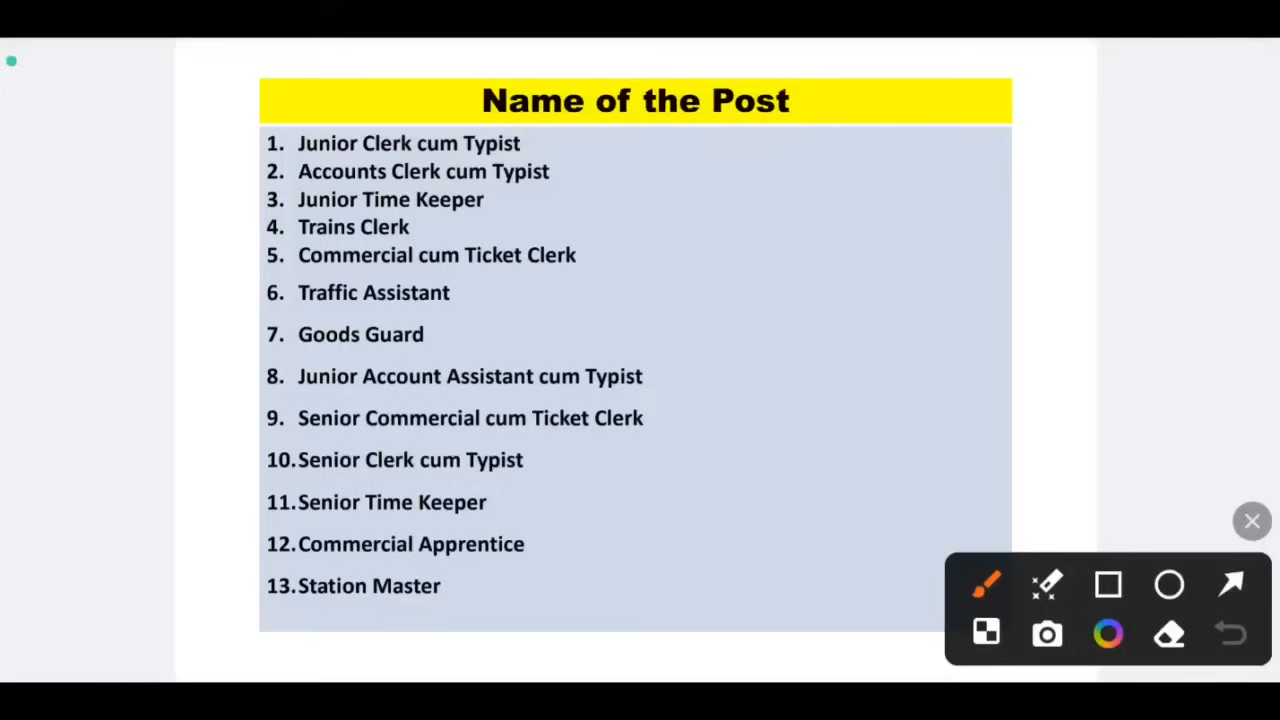 Name of the Post
1. Junior Clerk cum Typist
2. Accounts Clerk cum Typist
3. Junior Time Keeper
4. Trains Clerk
5. Commercial cum Ticket Clerk
6. Traffic Assistant
7. Goods Guard
8. Junior Account Assistant cum Typist
9. Senior Commercial cum Ticket Clerk
10. Senior Clerk cum Typist
11. Senior Time Keeper
12. Commercial Apprentice
13. Station Master